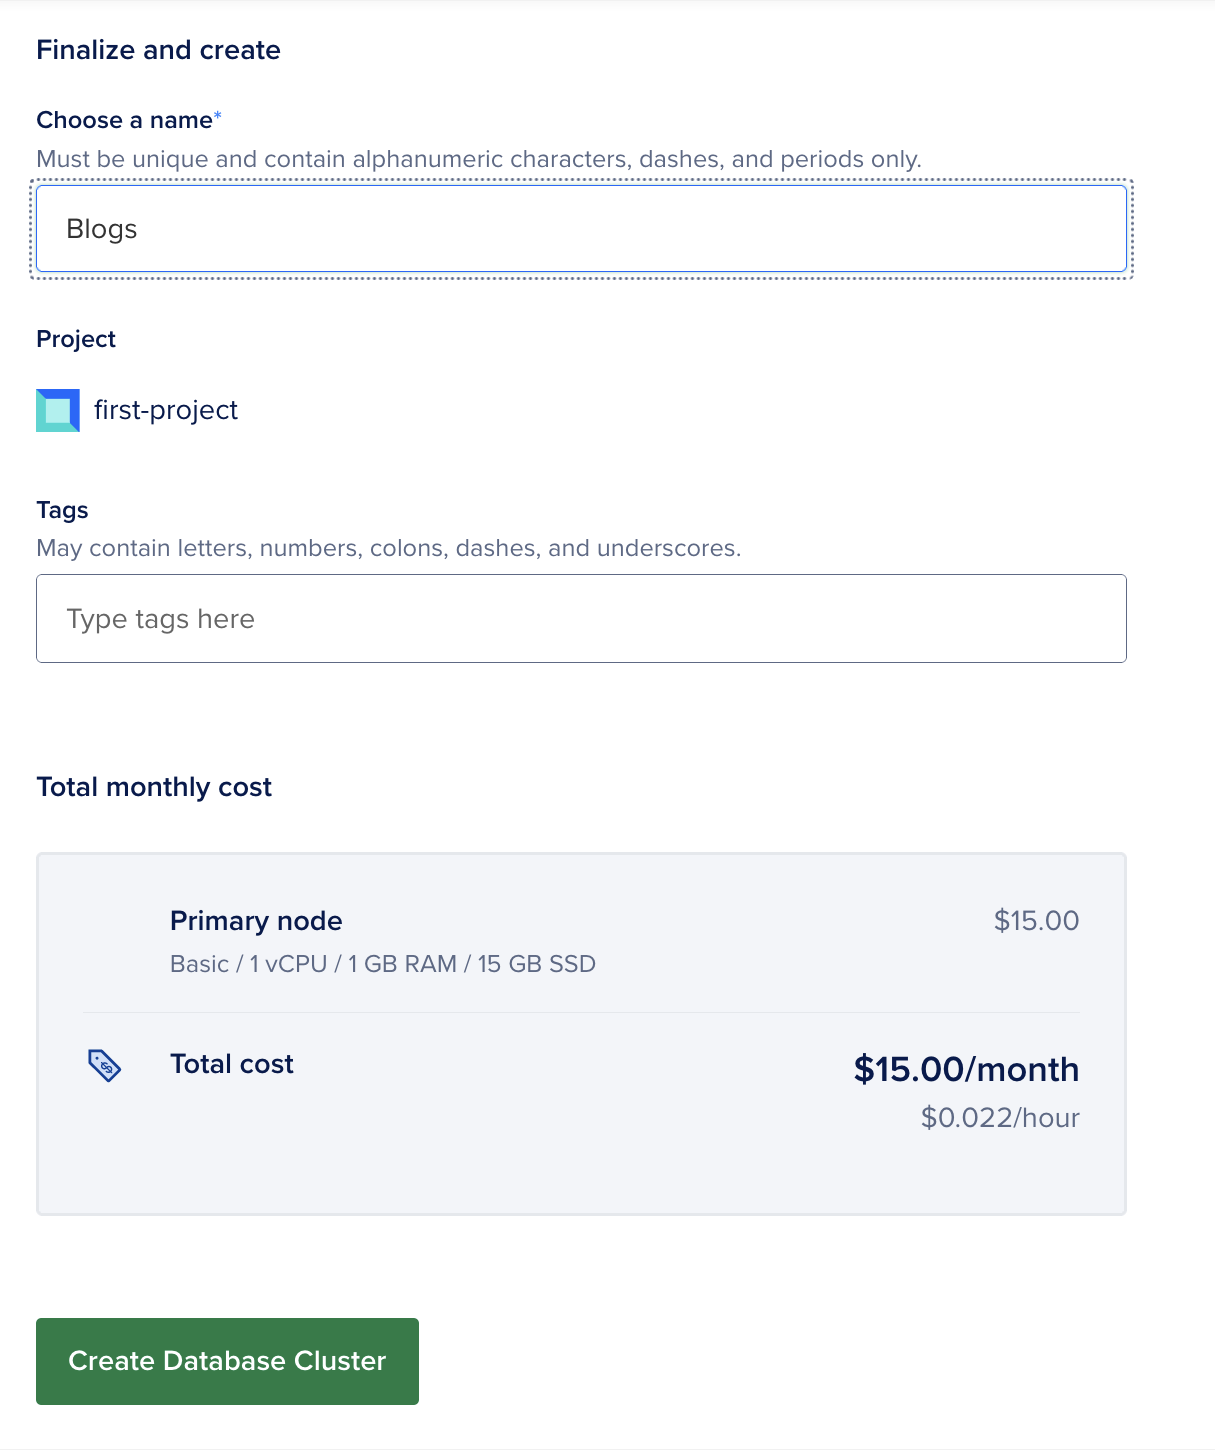 Finalize and create
Choose a name*
Must be unique and contain alphanumeric characters, dashes, and periods only.
Blogs
Project
first-project
Tags
May contain letters, numbers, colons, dashes, and underscores.
Type tags here
Total monthly cost
Primary node $15.00
Basic / 1 vCPU / 1 GB RAM / 15 GB SSD
Total cost $15.00/month
$0.022/hour
Create Database Cluster